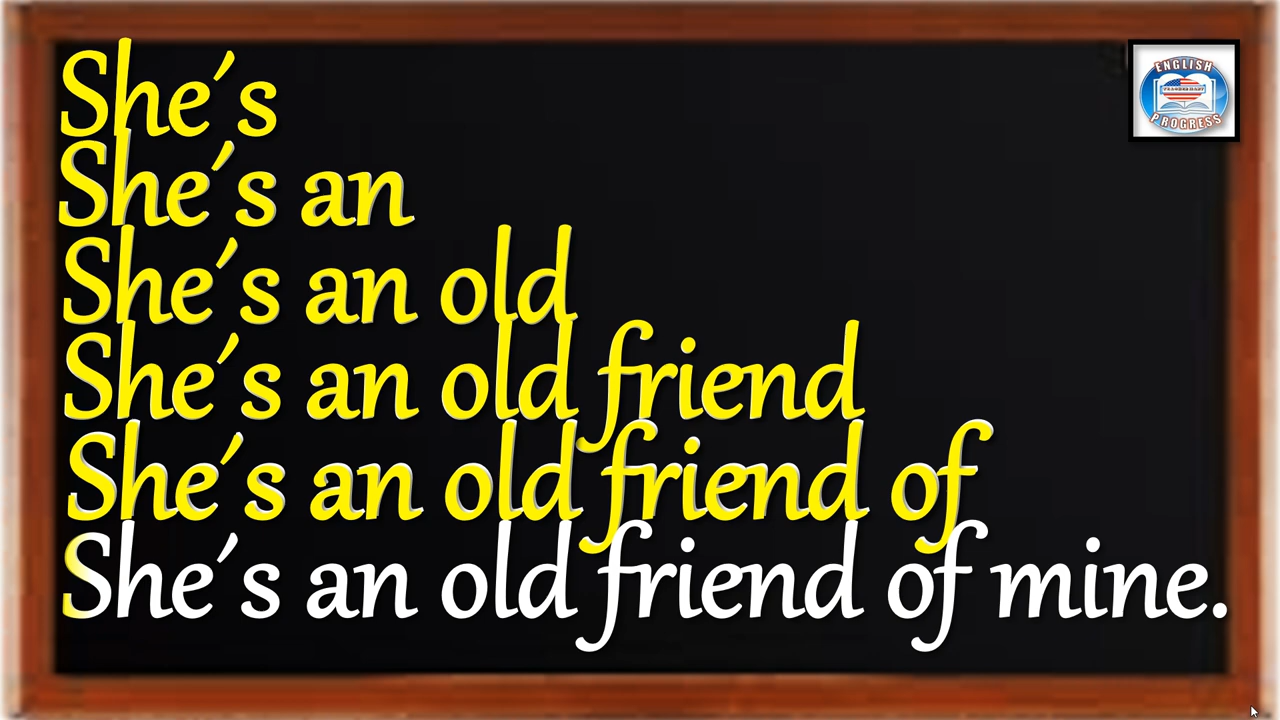 She's
She's an
She's an old
She's an old friend
She's an old friend of
She's an old friend of mine.
ENGLISH
PROGRESS